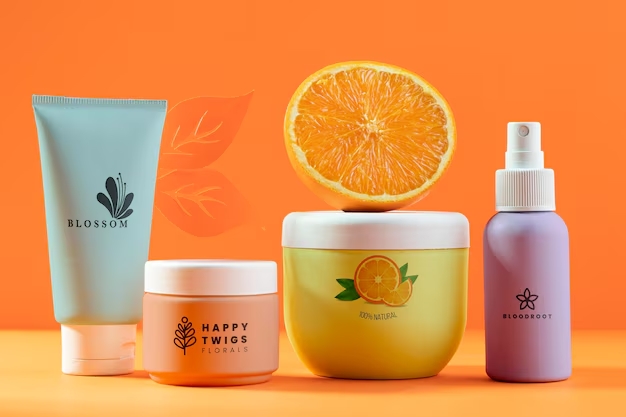 BLOSSOM
HAPPY
TWIGS
FLORALS
100% NATURAL
BLOODROOT